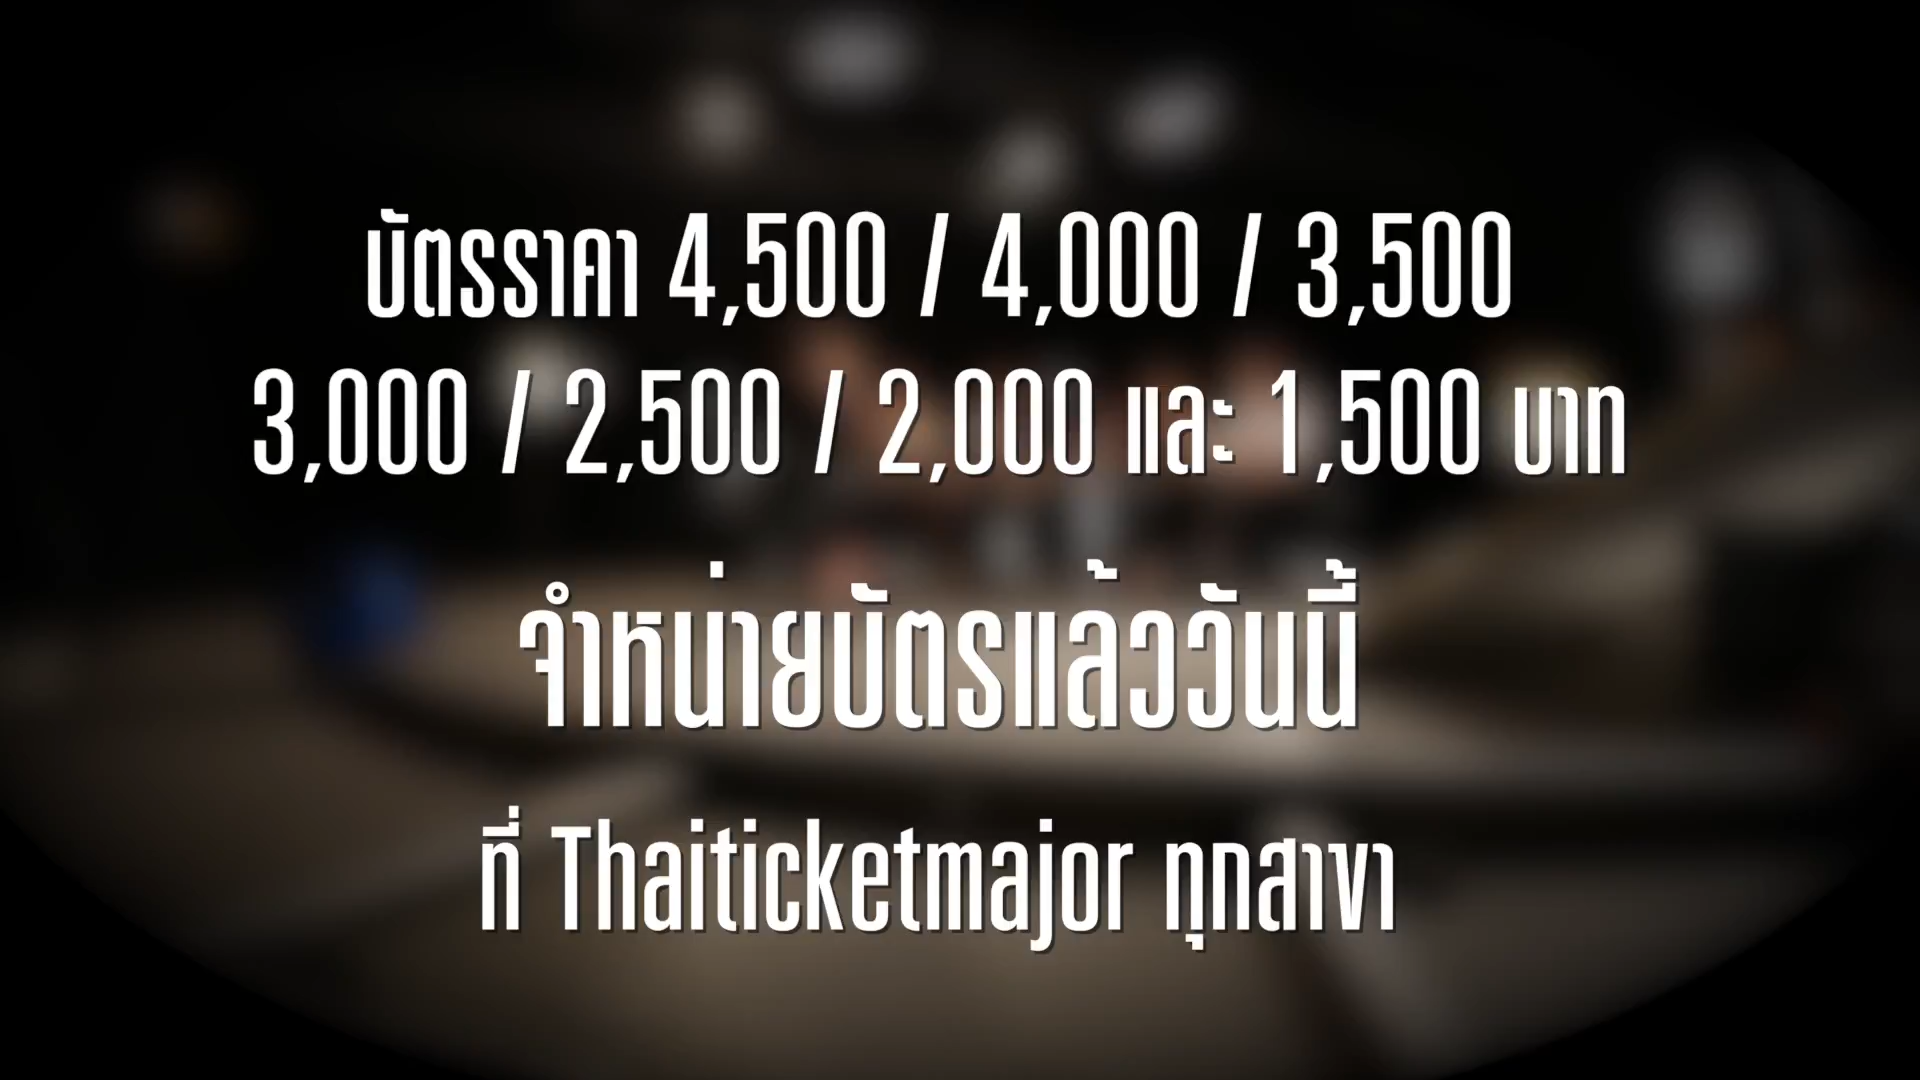 บัตรราคา 4,500 / 4,000 / 3,500
3,000 / 2,500 / 2,000 และ 1,500 บาท
จำหน่ายบัตรแล้ววันนี้
ที่ Thaiticketmajor ทุกสาขา